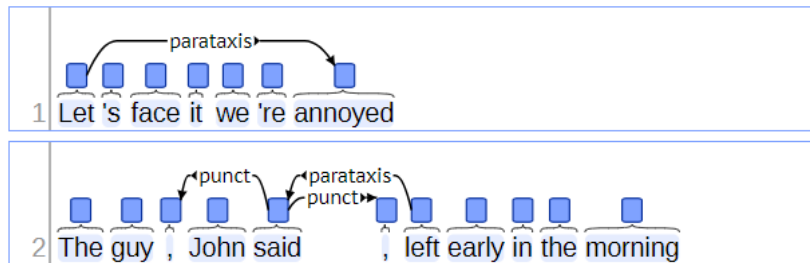 parataxis
1 Let 's face it we 're annoyed
punct parataxis
punct
2 The guy , John said , left early in the morning